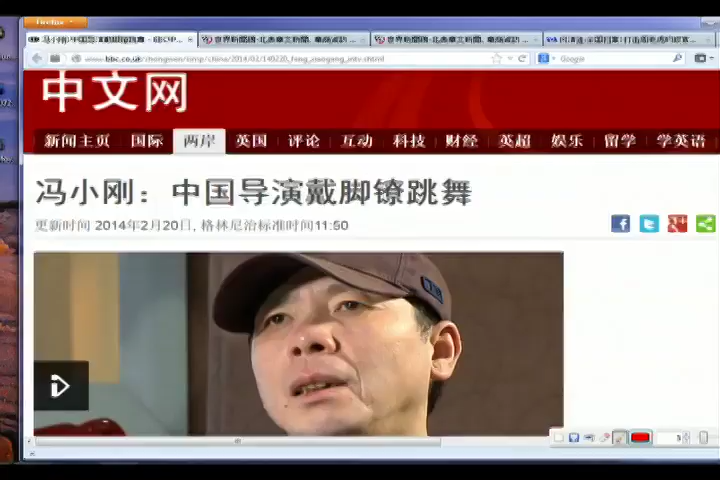 Firefox
Google
中文网
新闻主页 国际 两岸 英国 评论 互动 科技 财经 英超 娱乐 留学 学英语
冯小刚：中国导演戴脚镣跳舞
更新时间 2014年2月20日, 格林尼治标准时间11:50